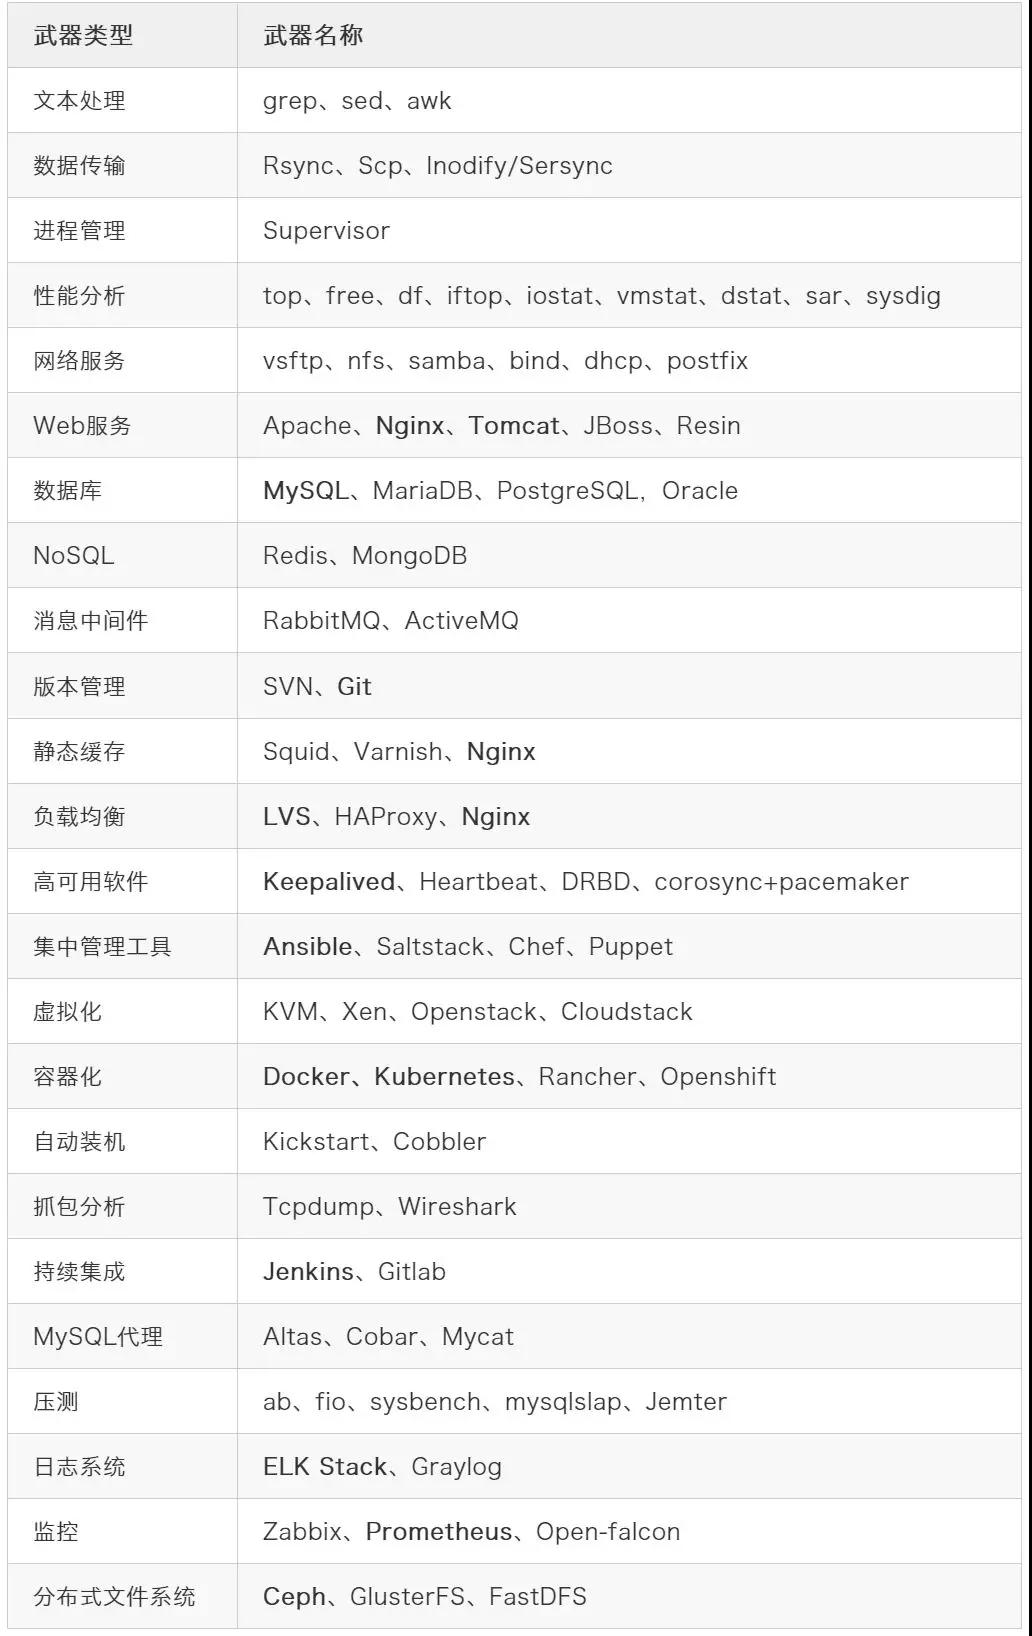 武器类型 武器名称
文本处理 grep、sed、awk
数据传输 Rsync、Scp、Inodify/Sersync
进程管理 Supervisor
性能分析 top、free、df、iftop、iostat、vmstat、dstat、sar、sysdig
网络服务 vsftp、nfs、samba、bind、dhcp、postfix
Web服务 Apache、Nginx、Tomcat、JBoss、Resin
数据库 MySQL、MariaDB、PostgreSQL，Oracle
NoSQL Redis、MongoDB
消息中间件 RabbitMQ、ActiveMQ
版本管理 SVN、Git
静态缓存 Squid、Varnish、Nginx
负载均衡 LVS、HAProxy、Nginx
高可用软件 Keepalived、Heartbeat、DRBD、corosync+pacemaker
集中管理工具 Ansible、Saltstack、Chef、Puppet
虚拟化 KVM、Xen、Openstack、Cloudstack
容器化 Docker、Kubernetes、Rancher、Openshift
自动装机 Kickstart、Cobbler
抓包分析 Tcpdump、Wireshark
持续集成 Jenkins、Gitlab
MySQL代理 Altas、Cobar、Mycat
压测 ab、fio、sysbench、mysqlslap、Jemter
日志系统 ELK Stack、Graylog
监控 Zabbix、Prometheus、Open-falcon
分布式文件系统 Ceph、GlusterFS、FastDFS